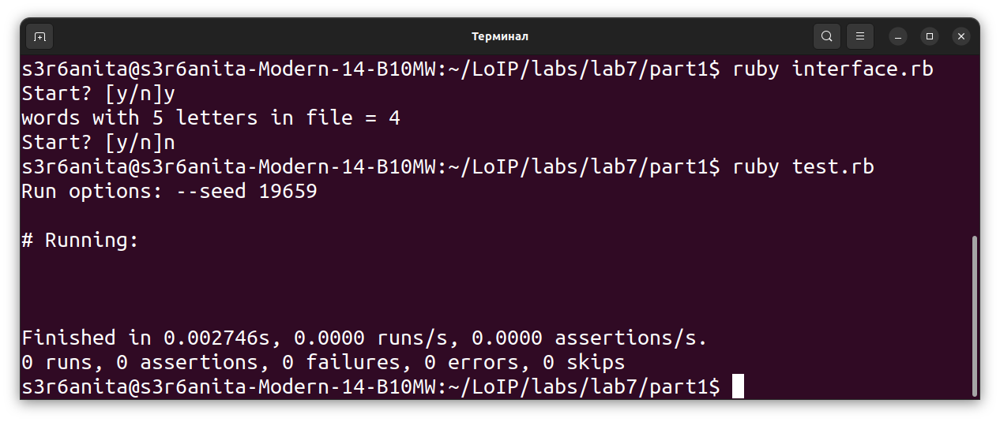 Терминал
s3r6anita@s3r6anita-Modern-14-B10MW:~/LoIP/labs/lab7/part1$ ruby interface.rb
Start? [y/n]y
words with 5 letters in file = 4
Start? [y/n]n
s3r6anita@s3r6anita-Modern-14-B10MW:~/LoIP/labs/lab7/part1$ ruby test.rb
Run options: --seed 19659
# Running:
Finished in 0.002746s, 0.0000 runs/s, 0.0000 assertions/s.
0 runs, 0 assertions, 0 failures, 0 errors, 0 skips
s3r6anita@s3r6anita-Modern-14-B10MW:~/LoIP/labs/lab7/part1$